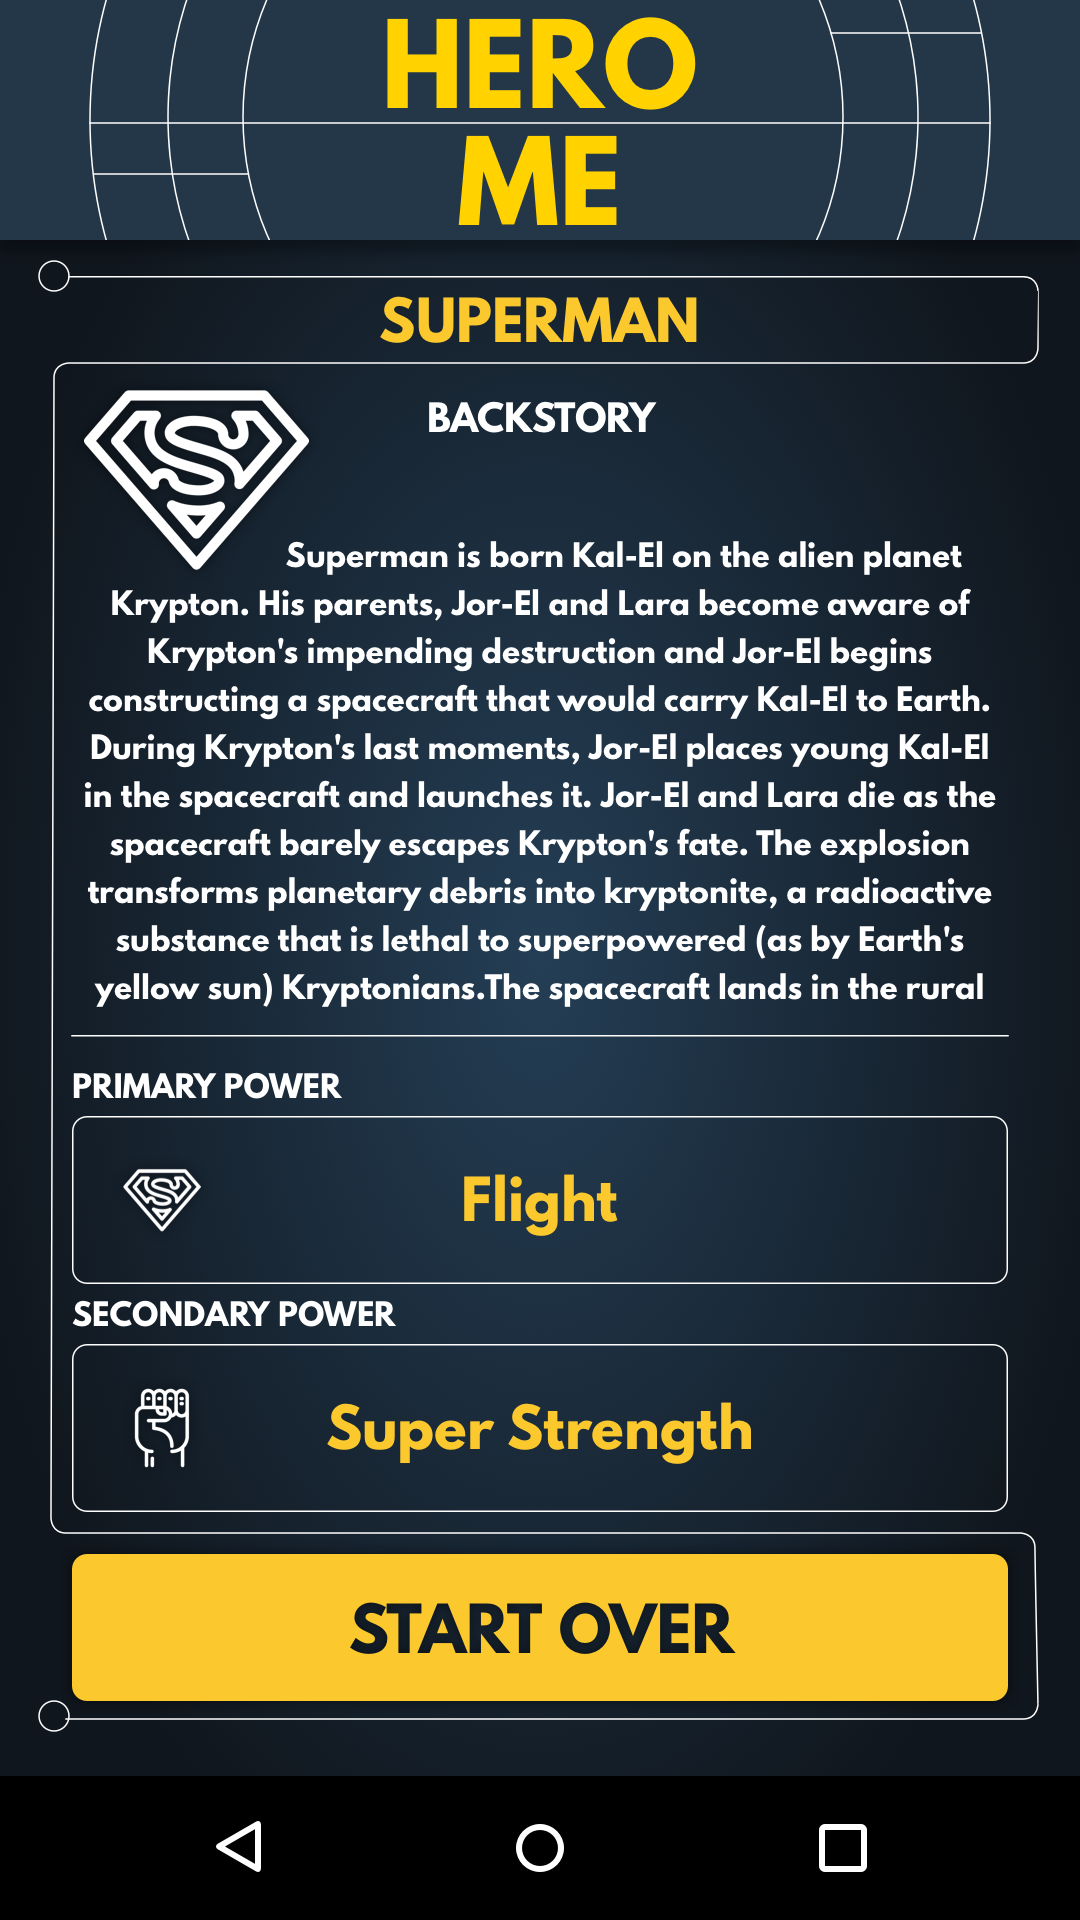 HERO
ME
SUPERMAN
BACKSTORY
Superman is born Kal-El on the alien planet
Krypton. His parents, Jor-El and Lara become aware of
Krypton's impending destruction and Jor-El begins
constructing a spacecraft that would carry Kal-El to Earth.
During Krypton's last moments, Jor-El places young Kal-El
in the spacecraft and launches it. Jor-El and Lara die as the
spacecraft barely escapes Krypton's fate. The explosion
transforms planetary debris into kryptonite, a radioactive
substance that is lethal to superpowered (as by Earth's
yellow sun) Kryptonians.The spacecraft lands in the rural
PRIMARY POWER
Flight
SECONDARY POWER
Super Strength
START OVER